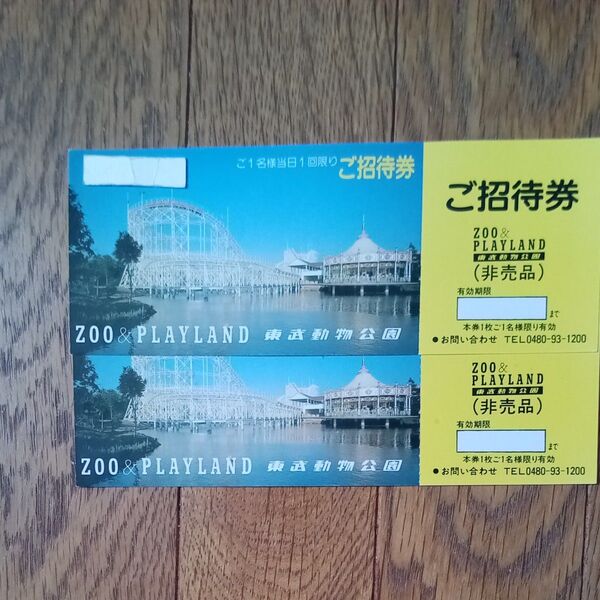 ご1名様当日1回限り ご招待券
ZOO & PLAYLAND 東武動物公園
ご招待券
ZOO &
PLAYLAND
東武動物公園
(非売品)
有効期限
まで
本券1枚ご1名様限り有効
●お問い合わせ TEL0480-93-1200
ZOO & PLAYLAND 東武動物公園
ZOO &
PLAYLAND
東武動物公園
(非売品)
有効期限
まで
本券1枚ご1名様限り有効
●お問い合わせ TEL0480-93-1200